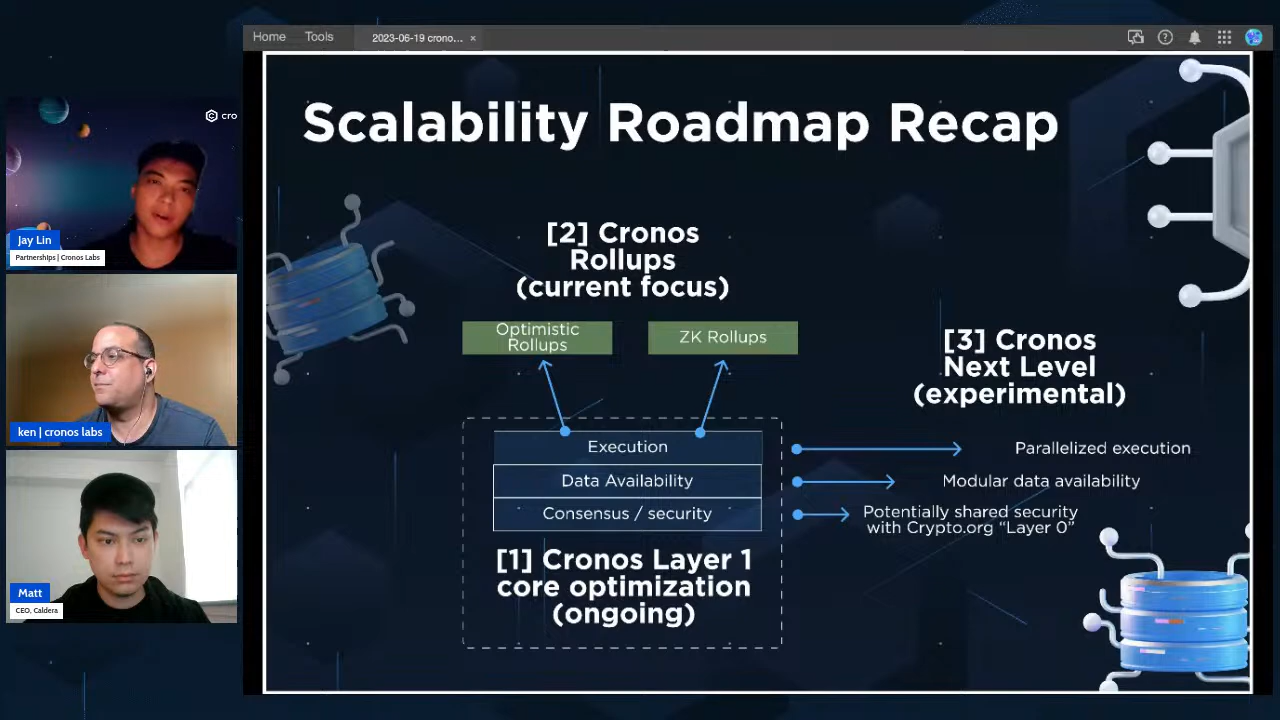 Home Tools 2023-06-19 crono... ×
cro
Jay Lin
Partnerships | Cronos Labs
ken | cronos labs
Matt
CEO, Caldera
Scalability Roadmap Recap
[2] Cronos
Rollups
(current focus)
Optimistic
Rollups
ZK Rollups
[3] Cronos
Next Level
(experimental)
Execution
Parallelized execution
Data Availability
Modular data availability
Consensus / security
Potentially shared security
with Crypto.org “Layer 0”
[1] Cronos Layer 1
core optimization
(ongoing)